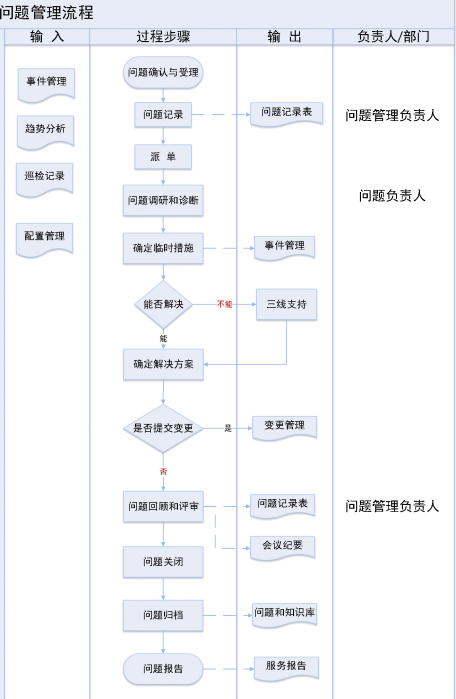 问题管理流程
输 入
过程步骤
输 出
负责人/部门
问题确认与受理
事件管理
问题记录
问题记录表
问题管理负责人
趋势分析
派 单
巡检记录
问题调研和诊断
问题负责人
配置管理
确定临时措施
事件管理
能否解决
不能
三线支持
能
确定解决方案
是否提交变更
是
变更管理
否
问题回顾和评审
问题记录表
问题管理负责人
会议纪要
问题关闭
问题归档
问题和知识库
问题报告
服务报告